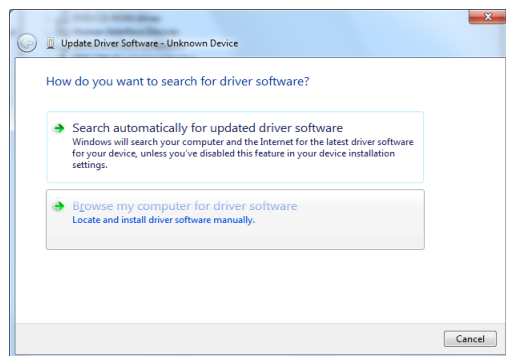 Update Driver Software - Unknown Device
How do you want to search for driver software?
Search automatically for updated driver software
Windows will search your computer and the Internet for the latest driver software
for your device, unless you've disabled this feature in your device installation
settings.
Browse my computer for driver software
Locate and install driver software manually.
Cancel